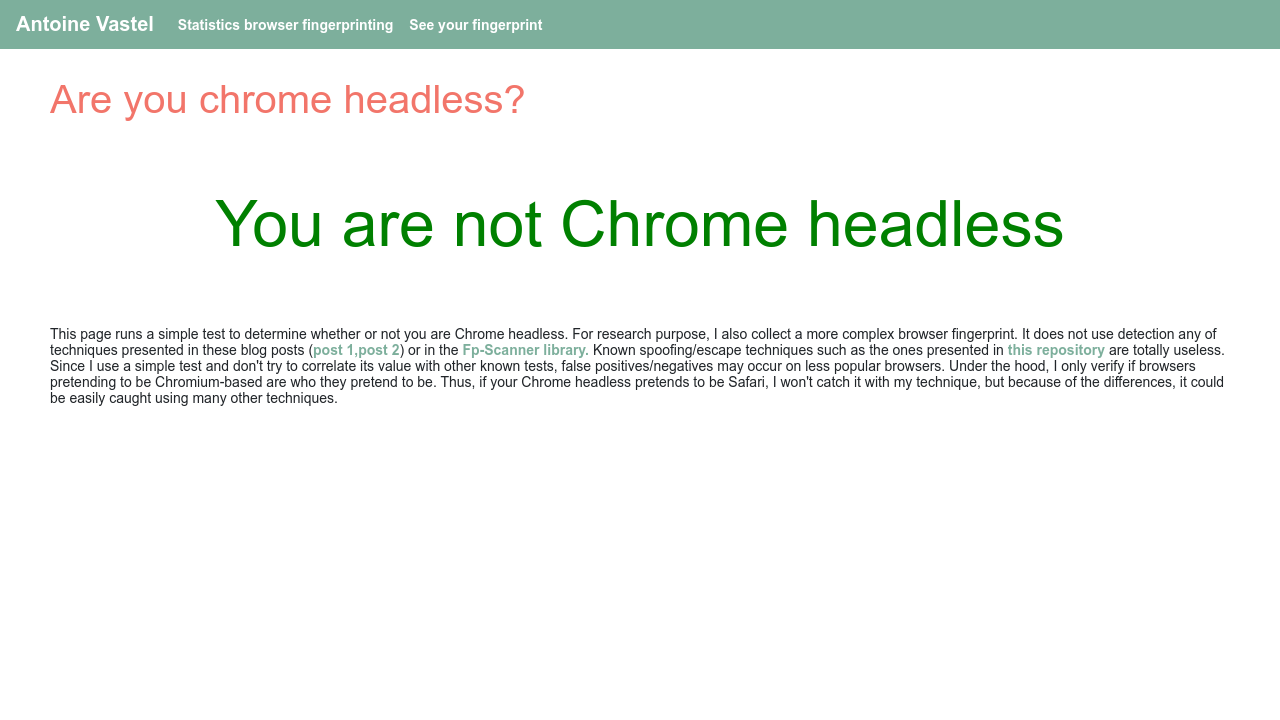 Antoine Vastel Statistics browser fingerprinting See your fingerprint
Are you chrome headless?
You are not Chrome headless
This page runs a simple test to determine whether or not you are Chrome headless. For research purpose, I also collect a more complex browser fingerprint. It does not use detection any of
techniques presented in these blog posts (post 1,post 2) or in the Fp-Scanner library. Known spoofing/escape techniques such as the ones presented in this repository are totally useless.
Since I use a simple test and don't try to correlate its value with other known tests, false positives/negatives may occur on less popular browsers. Under the hood, I only verify if browsers
pretending to be Chromium-based are who they pretend to be. Thus, if your Chrome headless pretends to be Safari, I won't catch it with my technique, but because of the differences, it could
be easily caught using many other techniques.